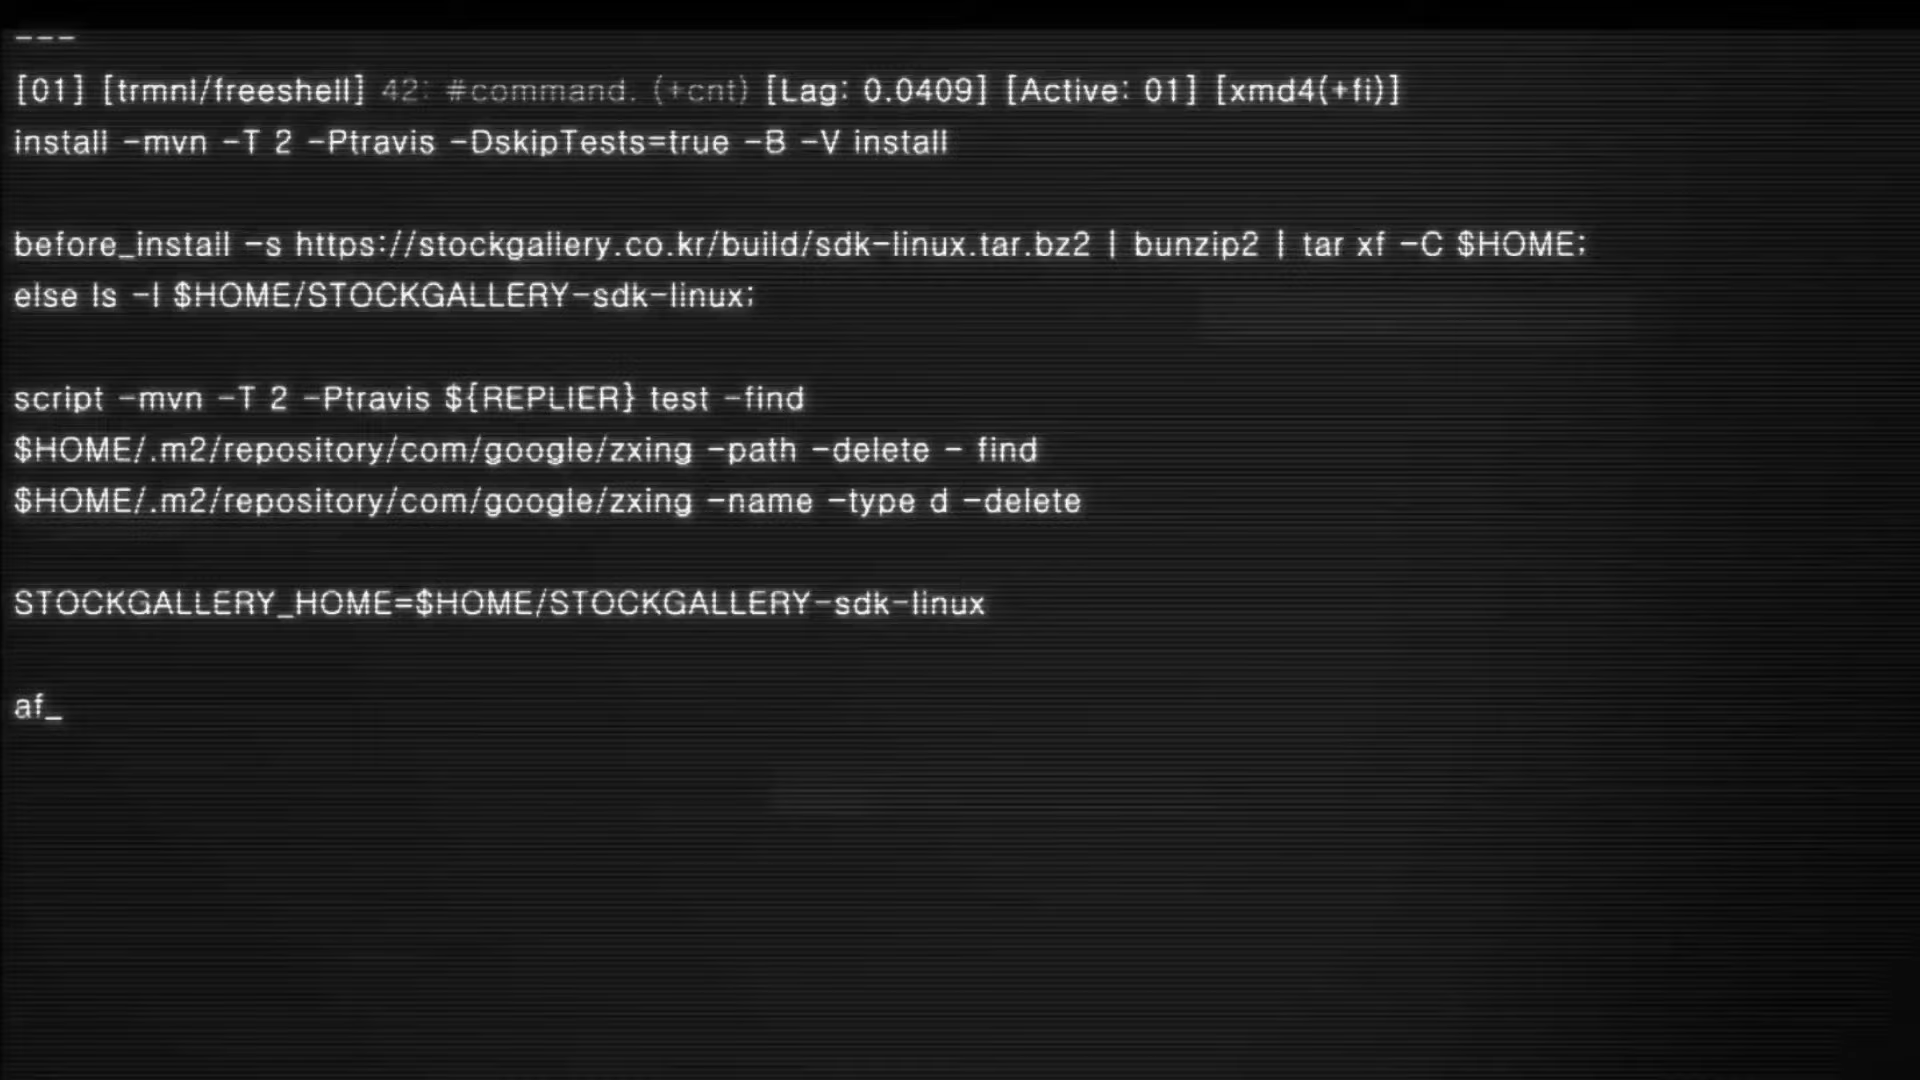 ---
[01] [trmnl/freeshell] 42: #command. (+cnt) [Lag: 0.0409] [Active: 01] [xmd4(+fi)]
install -mvn -T 2 -Ptravis -DskipTests=true -B -V install
before_install -s https://stockgallery.co.kr/build/sdk-linux.tar.bz2 | bunzip2 | tar xf -C $HOME;
else ls -l $HOME/STOCKGALLERY-sdk-linux;
script -mvn -T 2 -Ptravis ${REPLIER} test -find
$HOME/.m2/repository/com/google/zxing -path -delete - find
$HOME/.m2/repository/com/google/zxing -name -type d -delete
STOCKGALLERY_HOME=$HOME/STOCKGALLERY-sdk-linux
af_